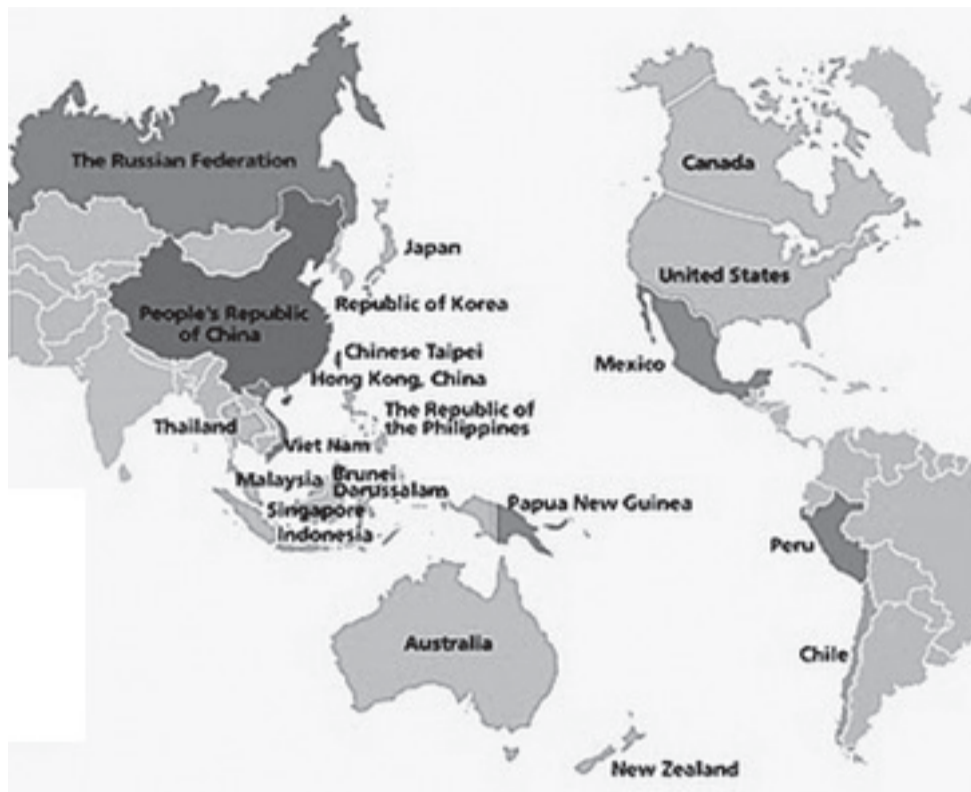 The Russian Federation
Canada
Japan
United States
Republic of Korea
People's Republic
of China
Chinese Taipei
Mexico
Hong Kong, China
The Republic of
the Philippines
Thailand
Viet Nam
Malaysia
Brunei
Darussalam
Singapore
Papua New Guinea
Indonesia
Peru
Australia
Chile
New Zealand